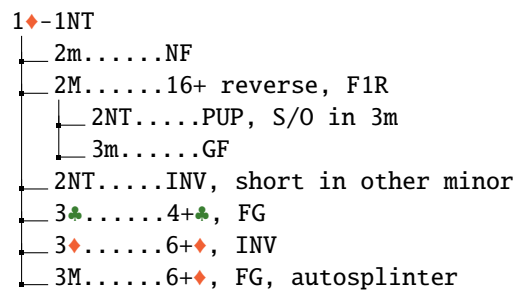 1♦-1NT
2m......NF
2M......16+ reverse, F1R
2NT.....PUP, S/O in 3m
3m......GF
2NT.....INV, short in other minor
3♣......4+♣, FG
3♦......6+♦, INV
3M......6+♦, FG, autosplinter